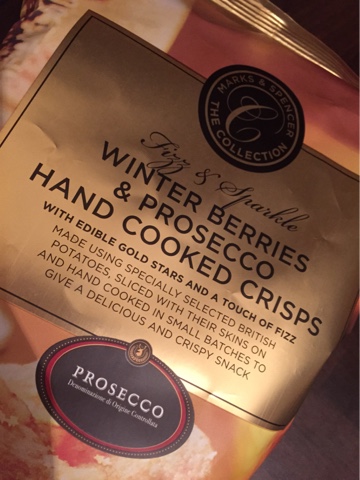 MARKS & SPENCER
THE COLLECTION
Fizz & Sparkle
WINTER BERRIES
& PROSECCO
HAND COOKED CRISPS
WITH EDIBLE GOLD STARS AND A TOUCH OF FIZZ
MADE USING SPECIALLY SELECTED BRITISH
POTATOES, SLICED WITH THEIR SKINS ON
AND HAND COOKED IN SMALL BATCHES TO
GIVE A DELICIOUS AND CRISPY SNACK
PROSECCO
Denominazione di Origine Controllata